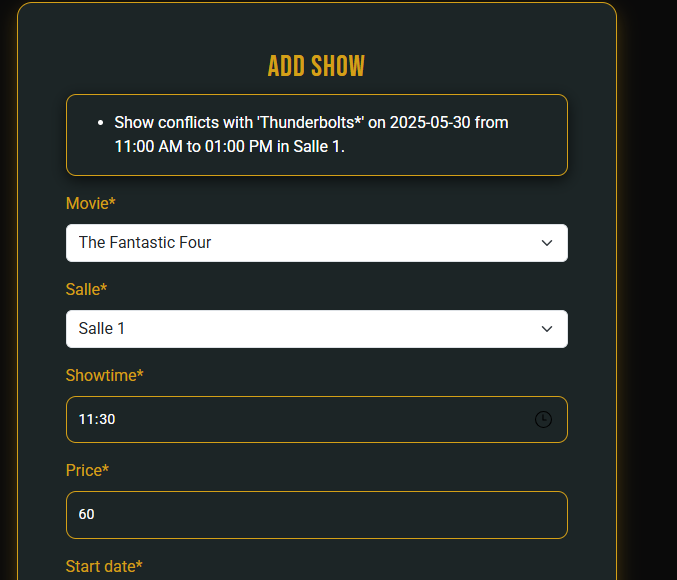 ADD SHOW
• Show conflicts with 'Thunderbolts*' on 2025-05-30 from
11:00 AM to 01:00 PM in Salle 1.
Movie*
The Fantastic Four
Salle*
Salle 1
Showtime*
11:30
Price*
60
Start date*